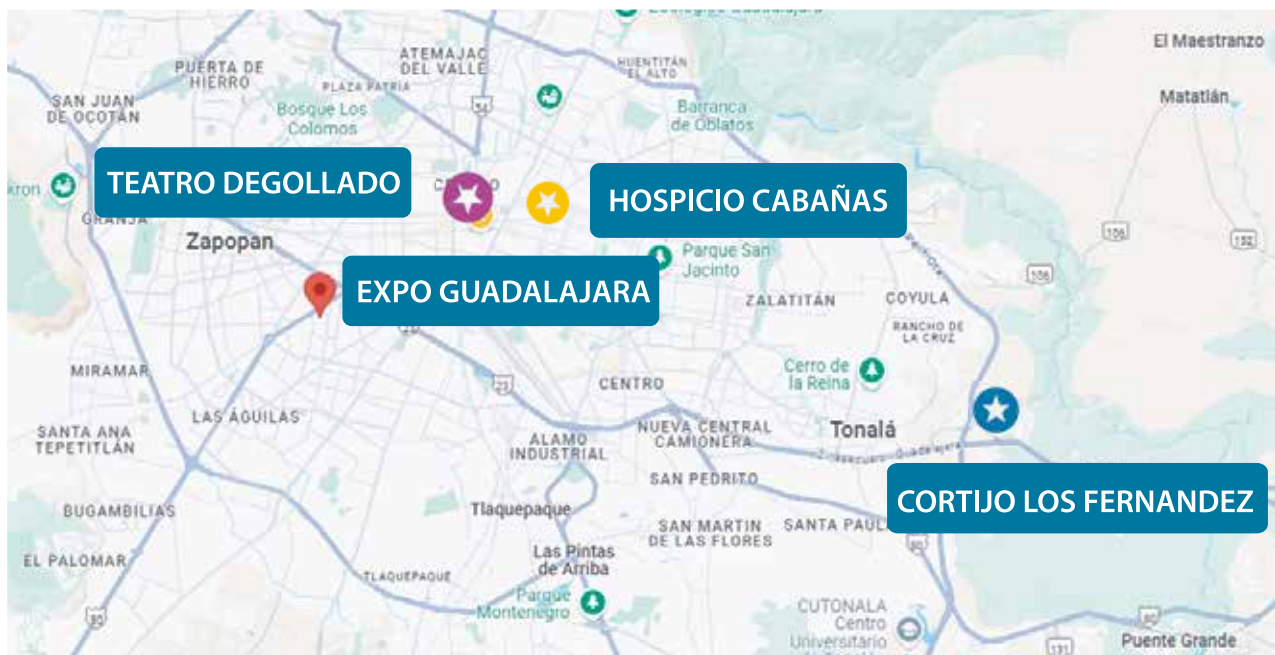 El Maestranzo
ATEMAJAC
DEL VALLE
HUENTITÁN
EL ALTO
PUERTA DE
HIERRO
PLAZA PATRIA
SAN JUAN
DE OCOTÁN
Bosque Los
Colomos
54
Barranca
de Oblatos
Matatlán
TEATRO DEGOLLADO
HOSPICIO CABAÑAS
GRANJA
Zapopan
Parque San
Jacinto
EXPO GUADALAJARA
ZALATITÁN
COYULA
RANCHO DE
LA CRUZ
MIRAMAR
23
CENTRO
Cerro de
la Reina
LAS ÁGUILAS
SANTA ANA
TEPETITLÁN
ALAMO
INDUSTRIAL
NUEVA CENTRAL
CAMIONERA
Tonalá
SAN PEDRITO
BUGAMBILIAS
Tlaquepaque
CORTIJO LOS FERNANDEZ
SAN MARTIN
DE LAS FLORES
SANTA PAULA
EL PALOMAR
Las Pintas
de Arriba
TLAQUEPAQUE
Parque
Montenegro
CUTONALA
Centro
Universitario
Puente Grande